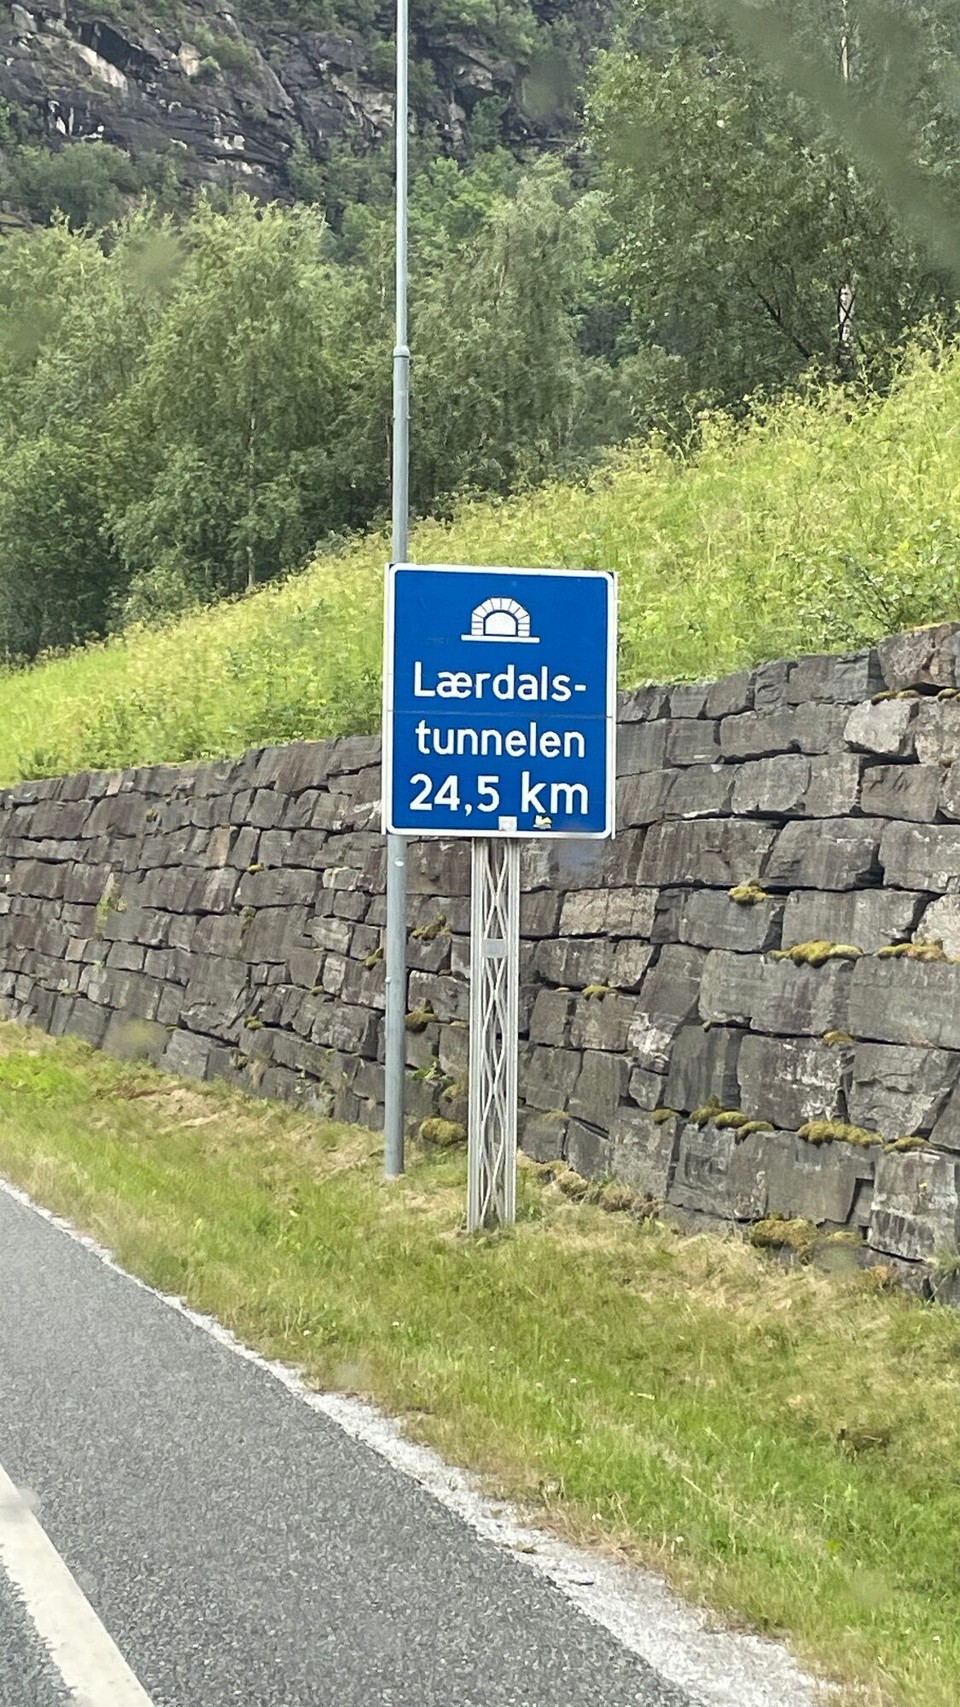 Lærdals-
tunnelen
24,5 km